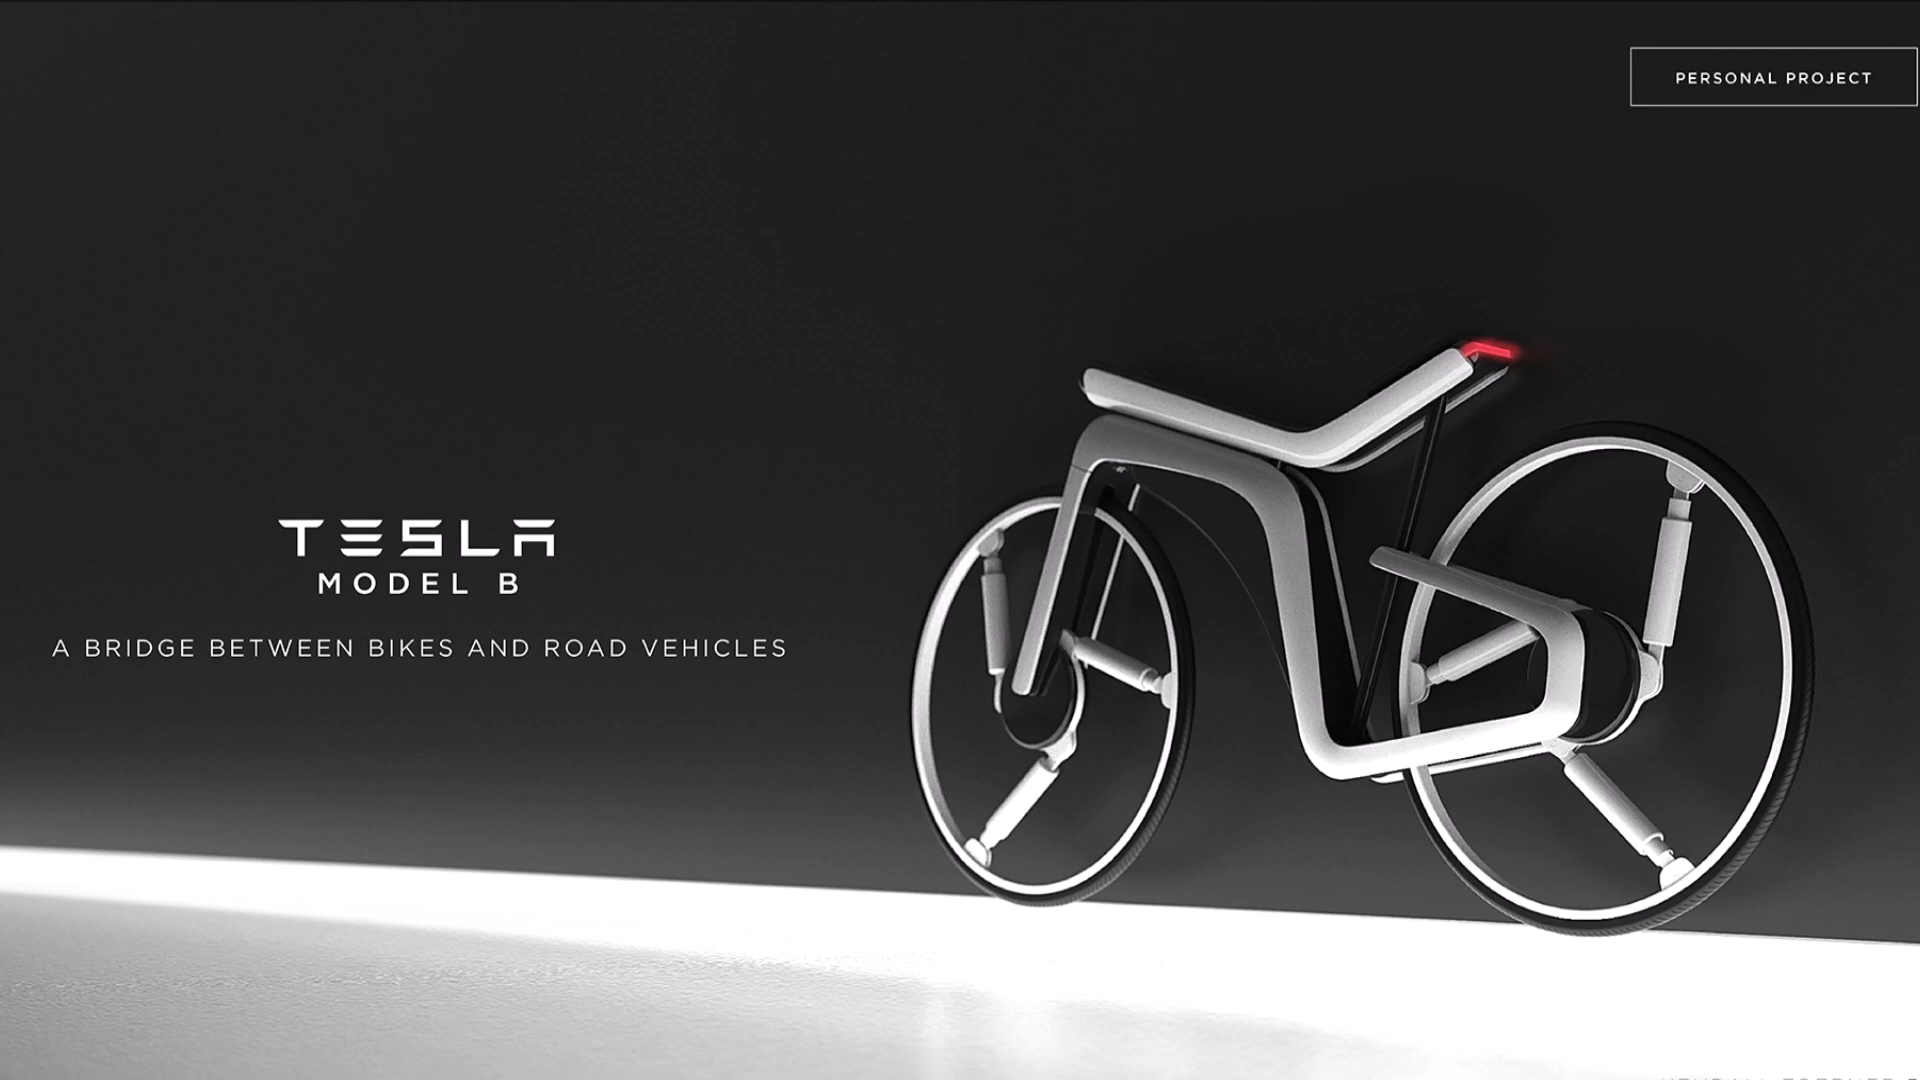 PERSONAL PROJECT
TESLA
MODEL B
A BRIDGE BETWEEN BIKES AND ROAD VEHICLES